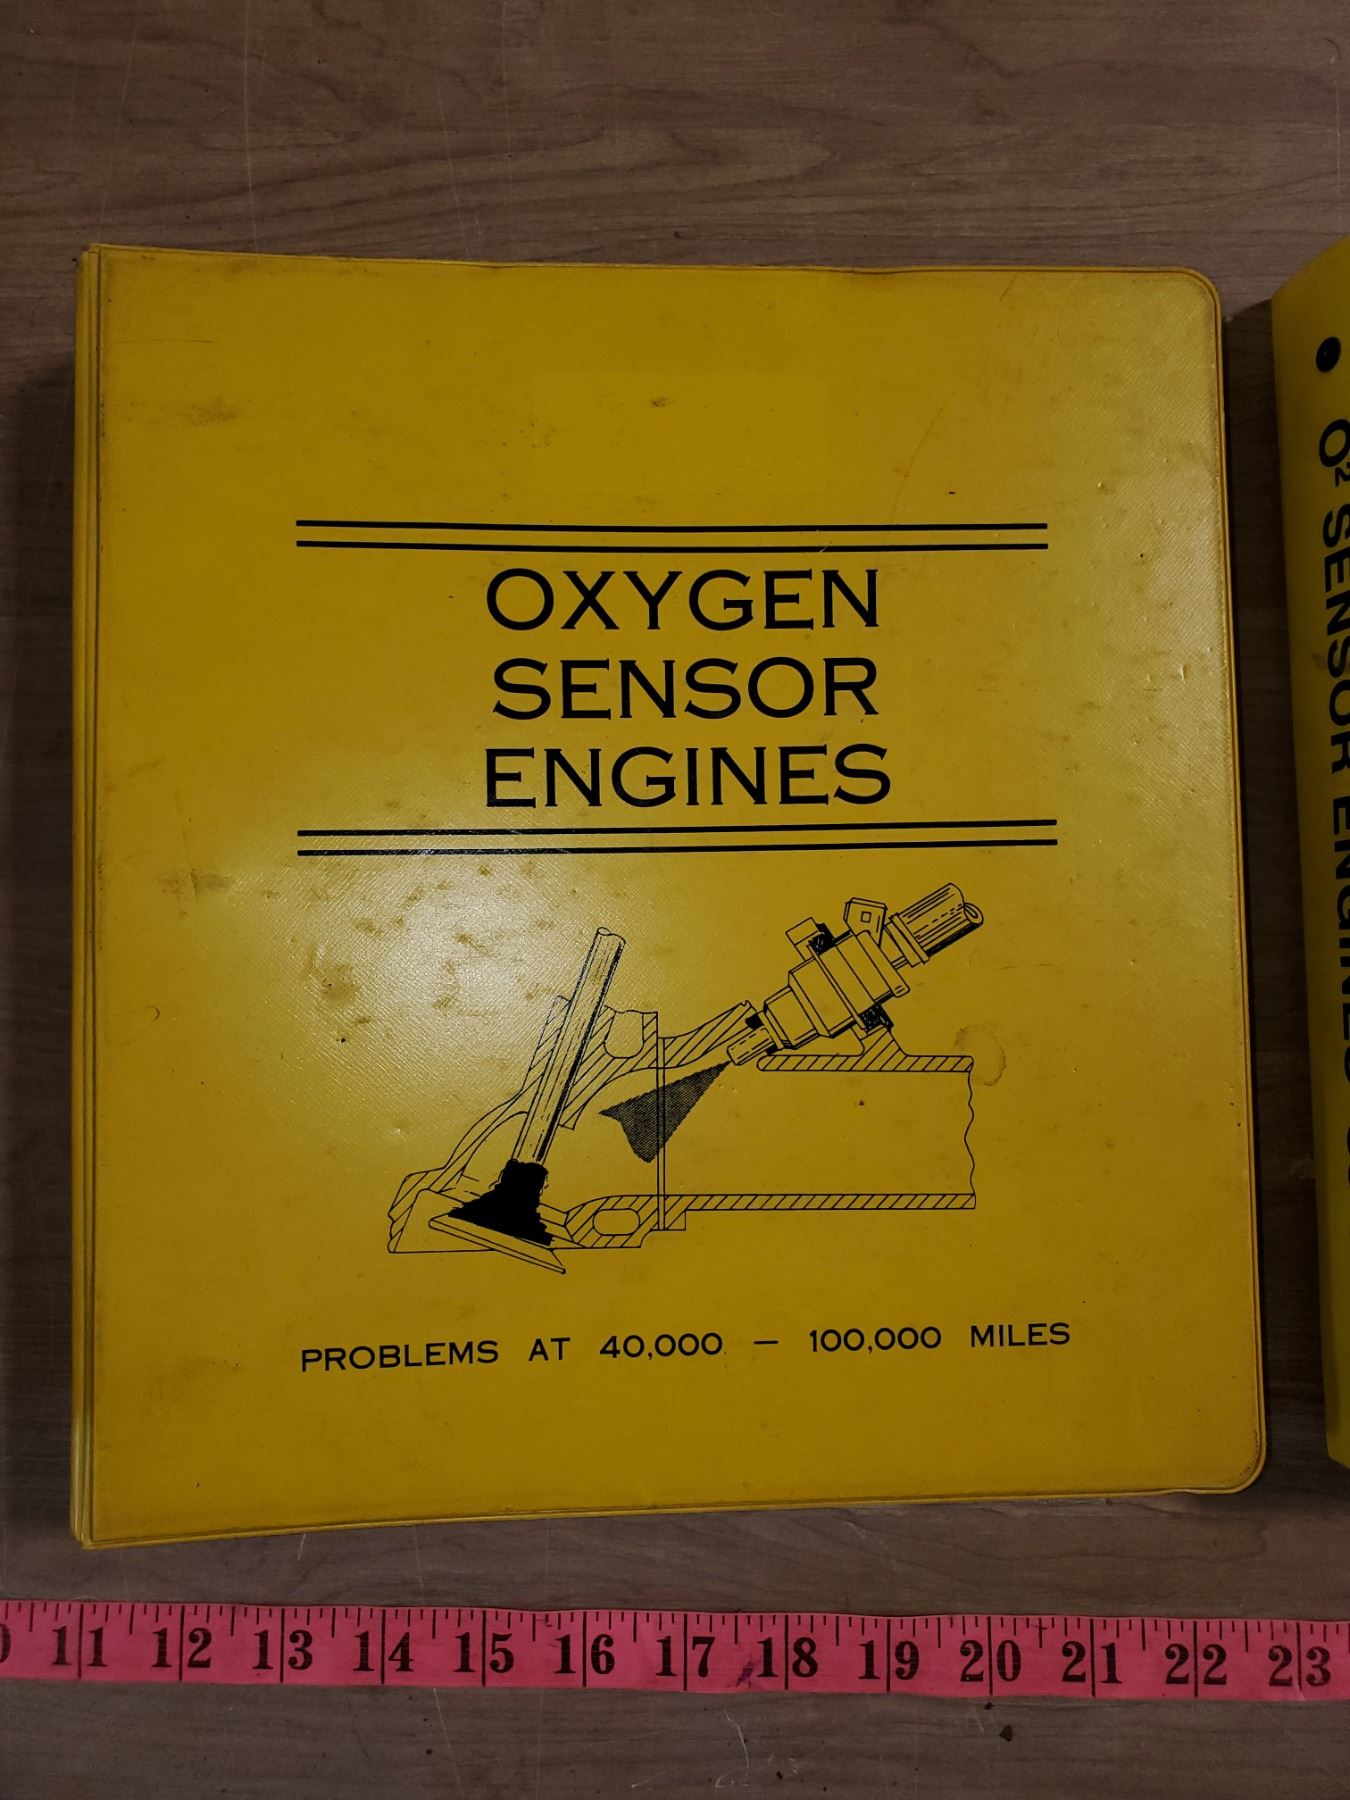 OXYGEN
SENSOR
ENGINES
PROBLEMS AT 40,000 — 100,000 MILES
O² SENSOR ENGINES
0 11 12 13 14 15 16 17 18 19 20 21 22 23